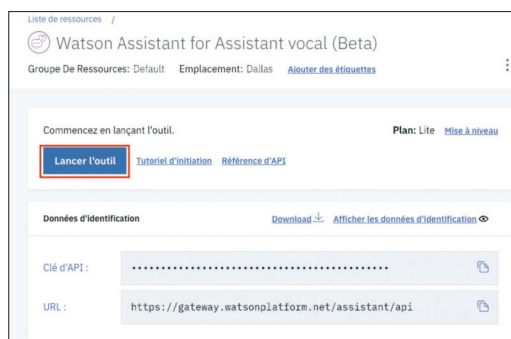 Liste de ressources /
Watson Assistant for Assistant vocal (Beta)
Groupe De Ressources: Default Emplacement: Dallas Ajouter des étiquettes
Commencez en lançant l'outil. Plan: Lite Mise à niveau
Lancer l'outil Tutoriel d'initiation Référence d'API
Données d'identification Download Afficher les données d'identification
Clé d'API : ••••••••••••••••••••••••••••••••••••••••••••
URL : https://gateway.watsonplatform.net/assistant/api